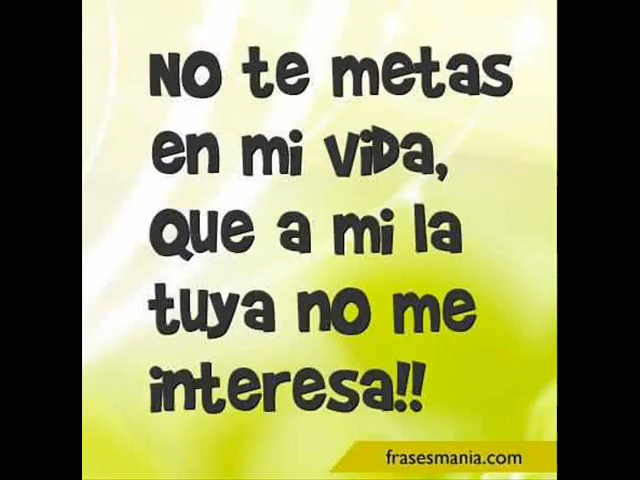 No te metas
en mi viDa,
Que a mi la
tuya no me
interesa!!
frasesmania.com